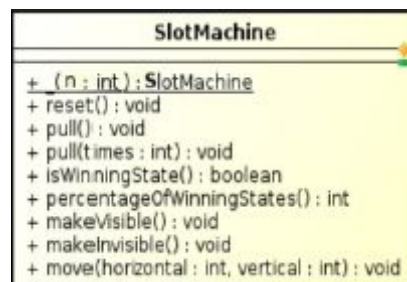 SlotMachine
+ _(n : int) : SlotMachine
+ reset() : void
+ pull() : void
+ pull(times : int) : void
+ isWinningState() : boolean
+ percentageOfWinningStates() : int
+ makeVisible() : void
+ makeInvisible() : void
+ move(horizontal : int, vertical : int) : void